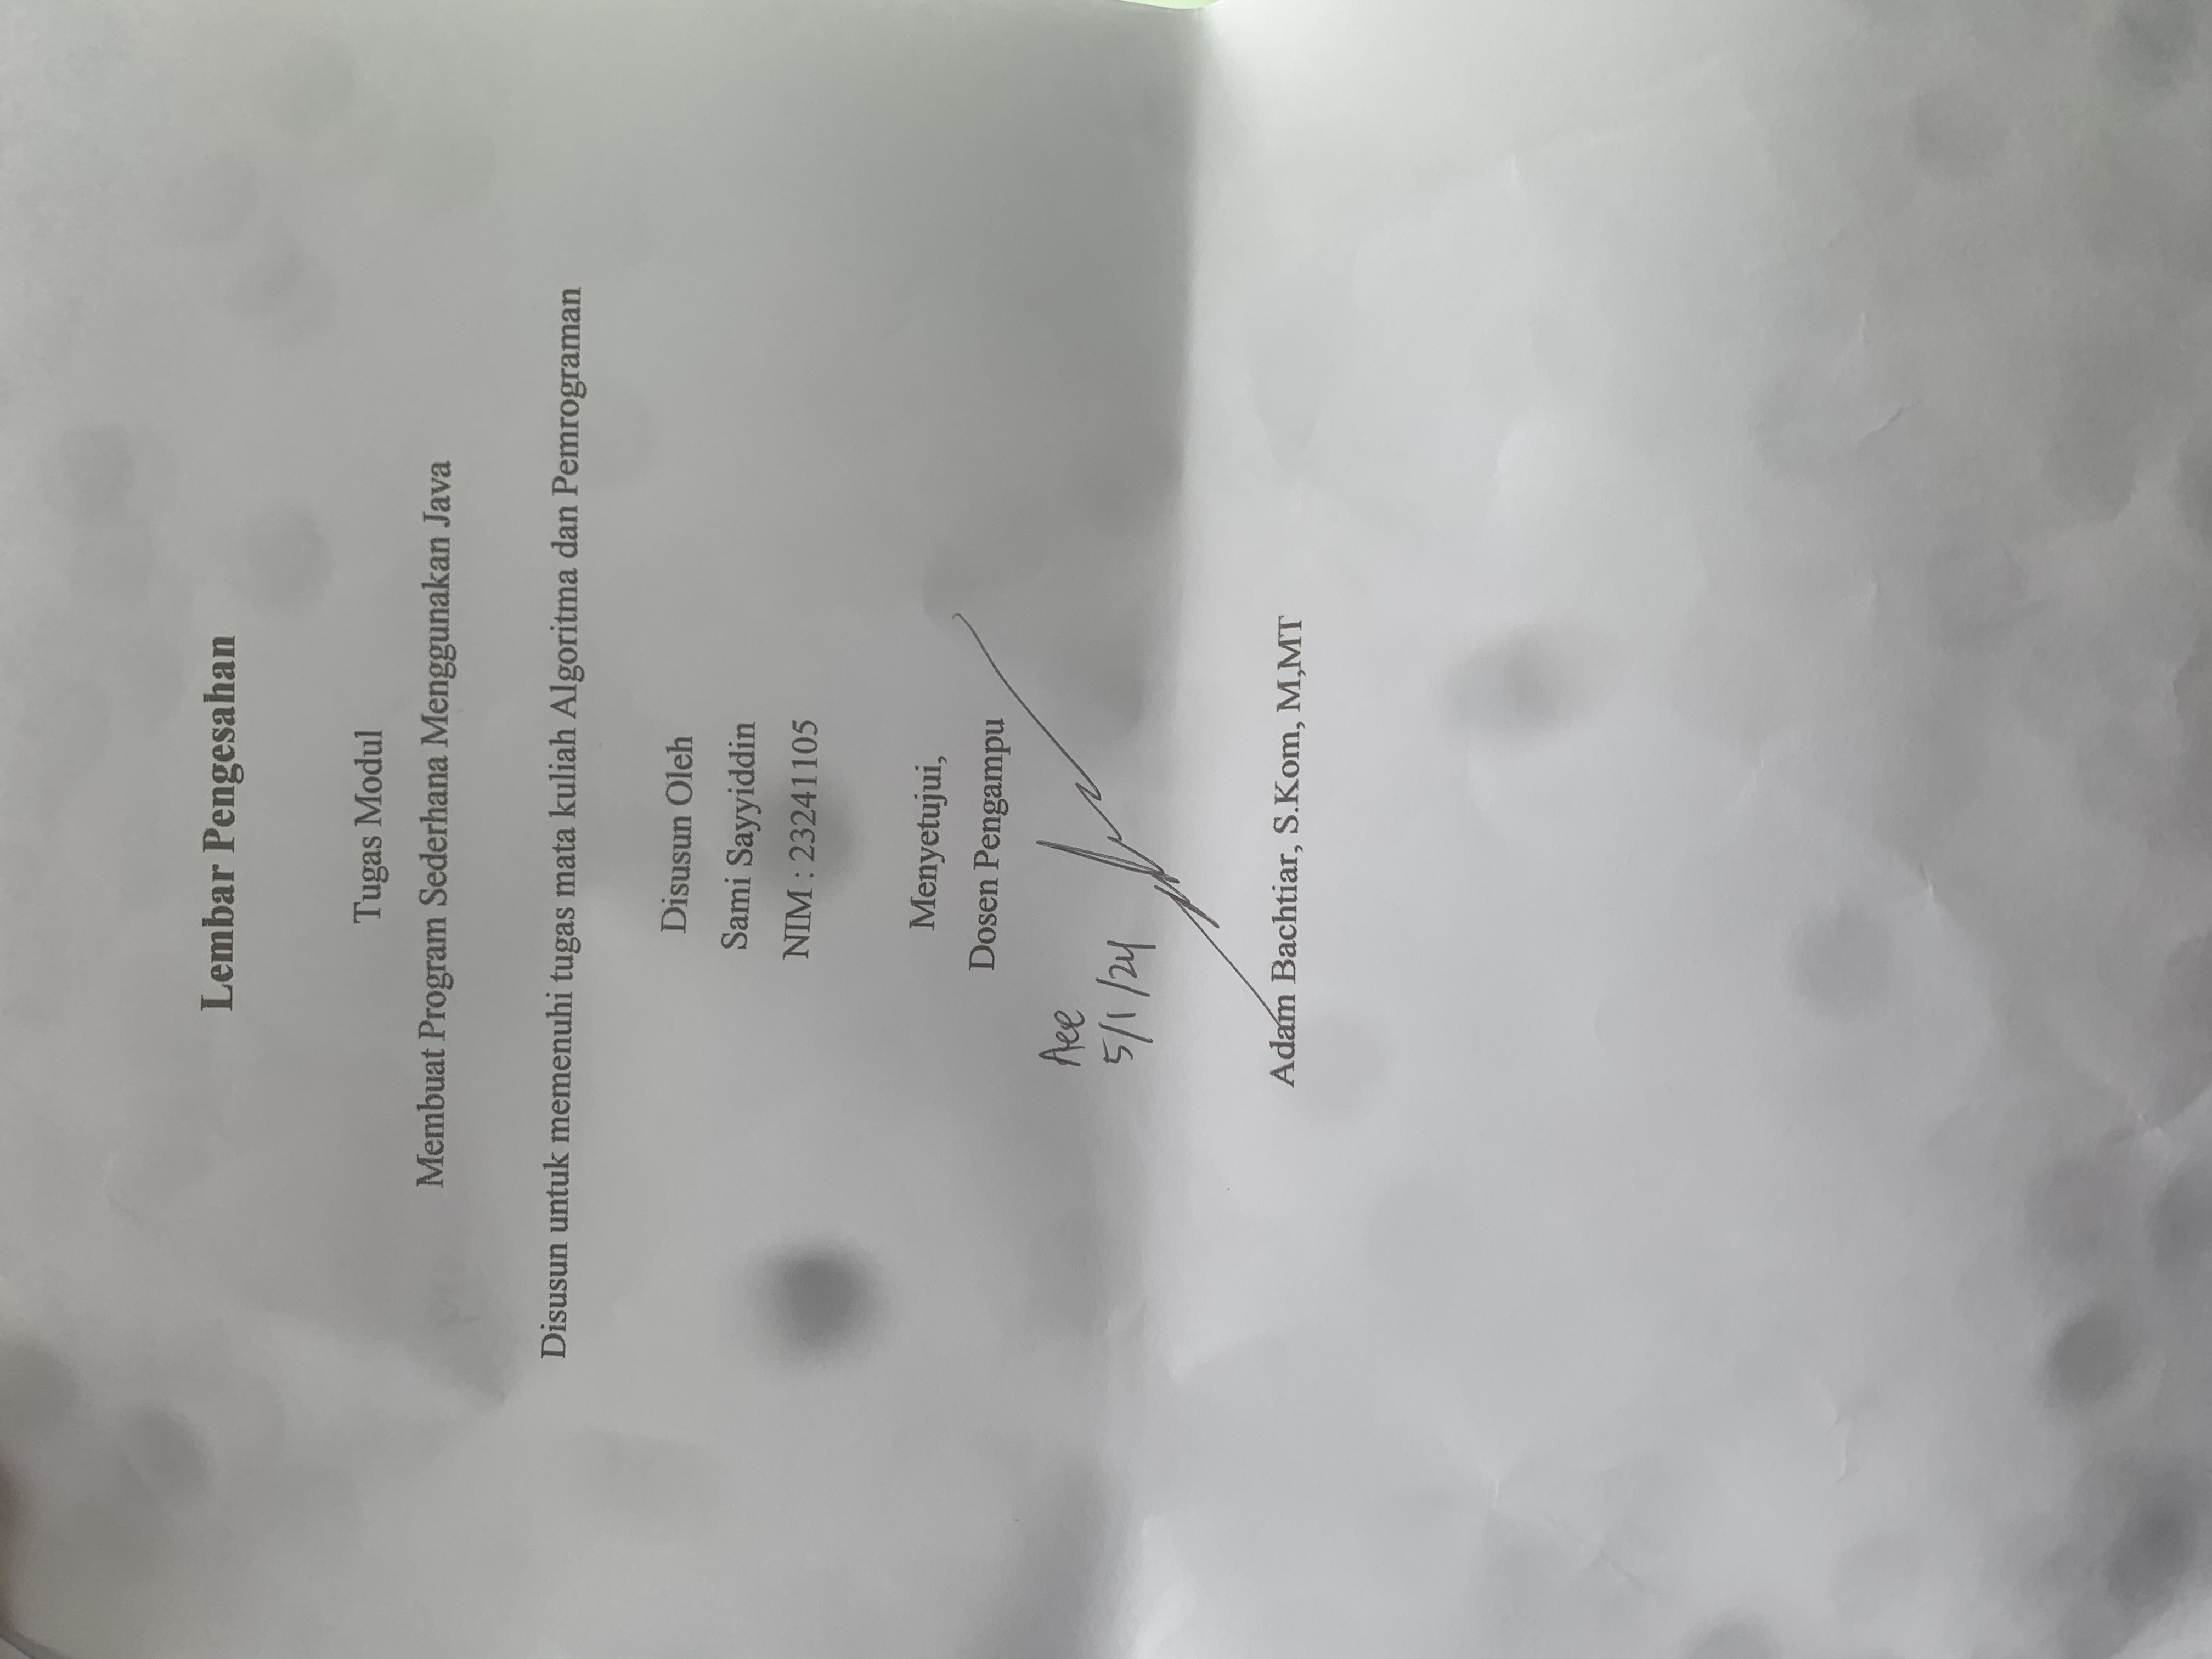 Lembar Pengesahan
Tugas Modul
Membuat Program Sederhana Menggunakan Java
Disusun untuk memenuhi tugas mata kuliah Algoritma dan Pemrograman
Disusun Oleh
Sami Sayyiddin
NIM : 23241105
Menyetujui,
Dosen Pengampu
Acc
5/1/24
Adam Bachtiar, S.Kom, M,MT